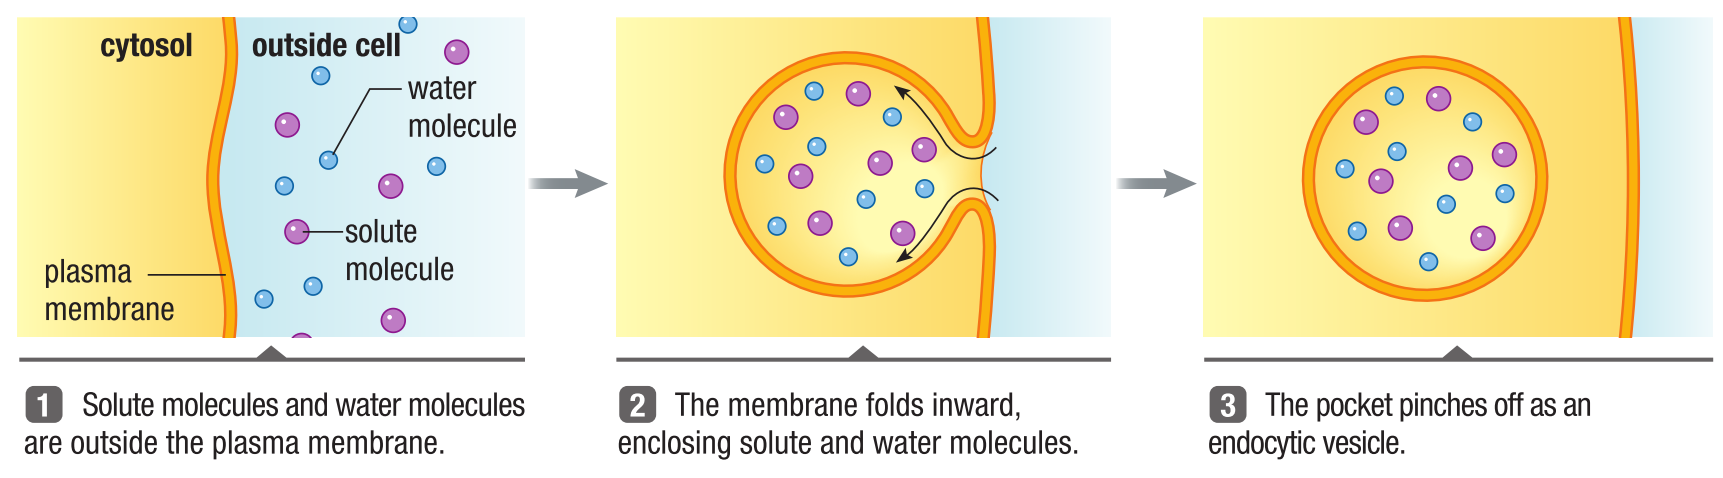 cytosol
outside cell
water
molecule
solute
molecule
plasma
membrane
1 Solute molecules and water molecules
are outside the plasma membrane.
2 The membrane folds inward,
enclosing solute and water molecules.
3 The pocket pinches off as an
endocytic vesicle.